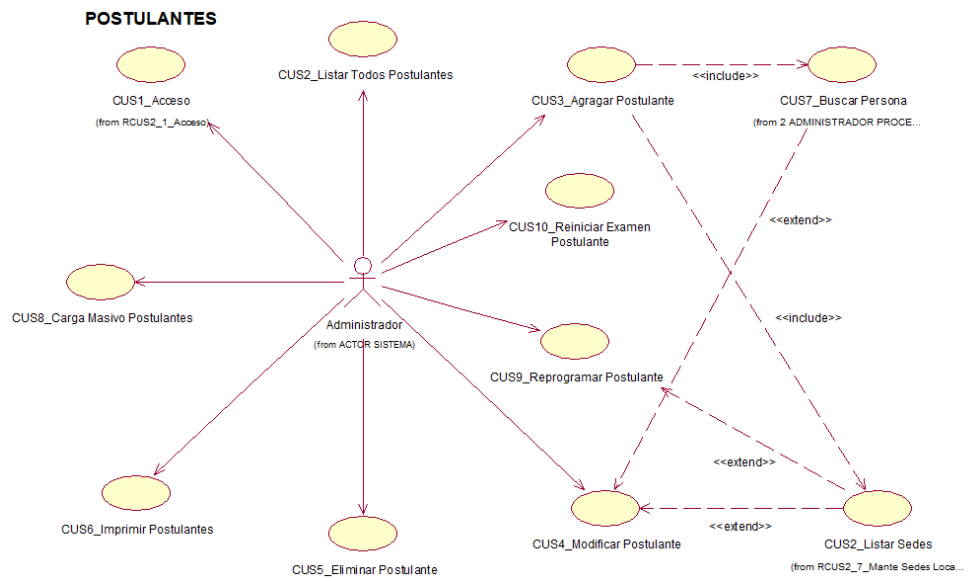 POSTULANTES
CUS1_Acceso
(from RCUS2_1_Acceso)
CUS2_Listar Todos Postulantes
CUS3_Agragar Postulante
<<include>>
CUS7_Buscar Persona
(from 2 ADMINISTRADOR PROCE...
CUS10_Reiniciar Examen
Postulante
<<extend>>
CUS8_Carga Masivo Postulantes
Administrador
(from ACTOR SISTEMA)
<<include>>
CUS9_Reprogramar Postulante
<<extend>>
CUS6_Imprimir Postulantes
CUS5_Eliminar Postulante
CUS4_Modificar Postulante
<<extend>>
CUS2_Listar Sedes
(from RCUS2_7_Mante Sedes Loca...